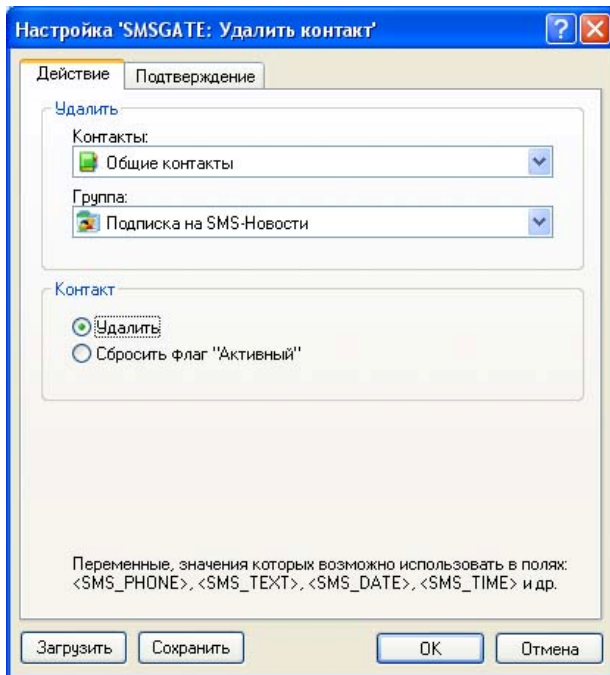 Настройка 'SMSGATE: Удалить контакт'
Действие Подтверждение
Удалить
Контакты:
Общие контакты
Группа:
Подписка на SMS-Новости
Контакт
Удалить
Сбросить флаг "Активный"
Переменные, значения которых возможно использовать в полях:
<SMS_PHONE>, <SMS_TEXT>, <SMS_DATE>, <SMS_TIME> и др.
Загрузить Сохранить OK Отмена